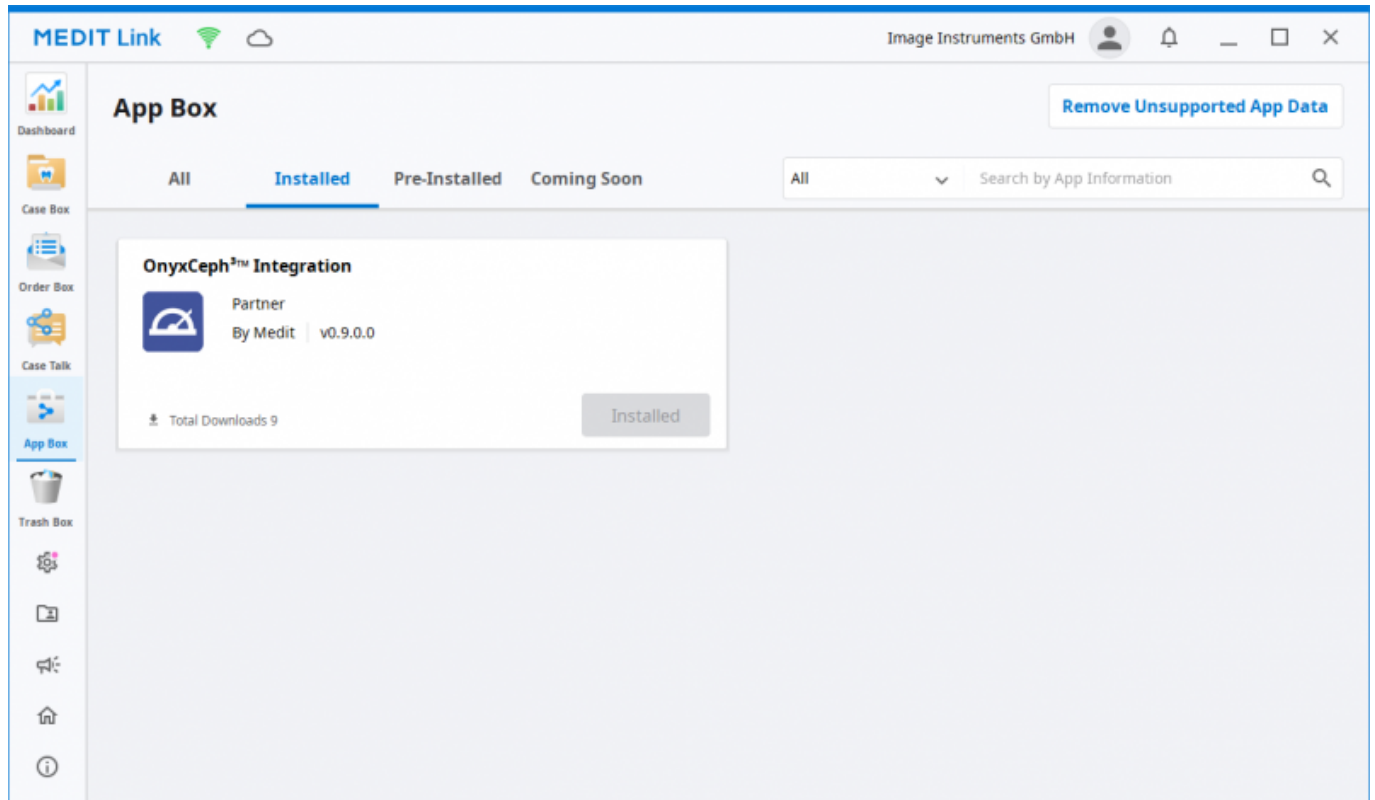 MEDIT Link
Image Instruments GmbH
Dashboard
Case Box
Order Box
Case Talk
App Box
Trash Box
App Box
Remove Unsupported App Data
All Installed Pre-Installed Coming Soon
All Search by App Information
OnyxCeph³™ Integration
Partner
By Medit v0.9.0.0
Total Downloads 9
Installed